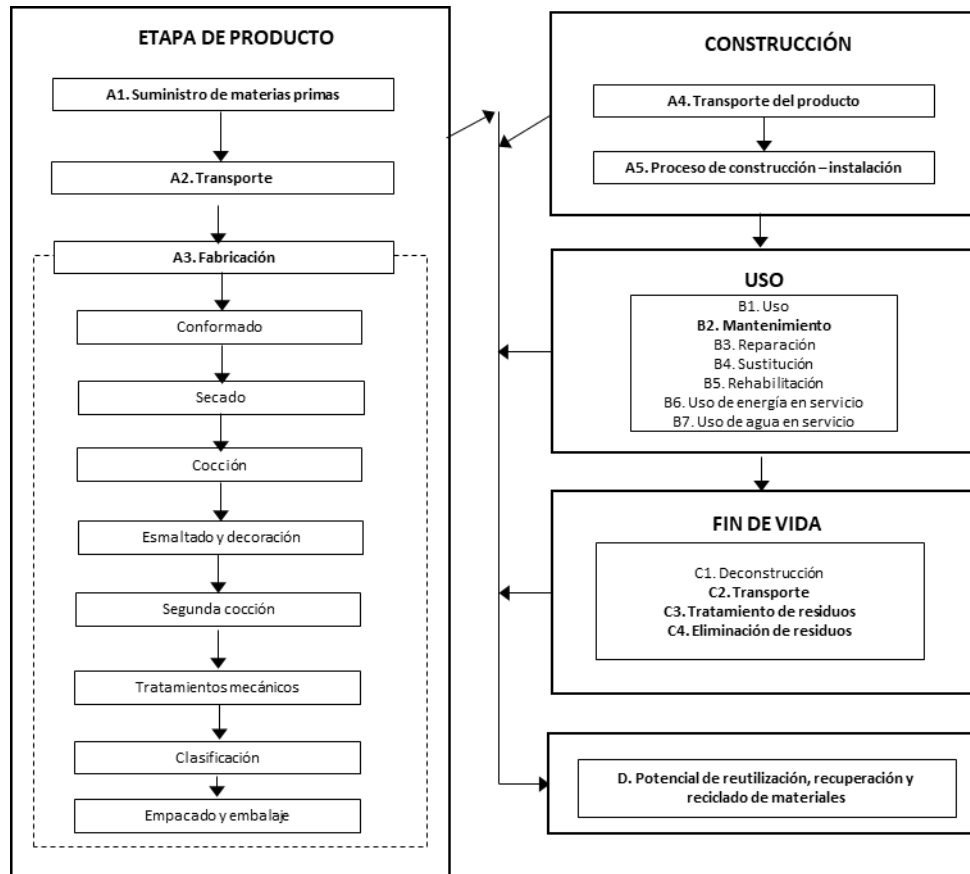 ETAPA DE PRODUCTO
A1. Suministro de materias primas
A2. Transporte
A3. Fabricación
Conformado
Secado
Cocción
Esmaltado y decoración
Segunda cocción
Tratamientos mecánicos
Clasificación
Empacado y embalaje
CONSTRUCCIÓN
A4. Transporte del producto
A5. Proceso de construcción – instalación
USO
B1. Uso
B2. Mantenimiento
B3. Reparación
B4. Sustitución
B5. Rehabilitación
B6. Uso de energía en servicio
B7. Uso de agua en servicio
FIN DE VIDA
C1. Deconstrucción
C2. Transporte
C3. Tratamiento de residuos
C4. Eliminación de residuos
D. Potencial de reutilización, recuperación y
reciclado de materiales